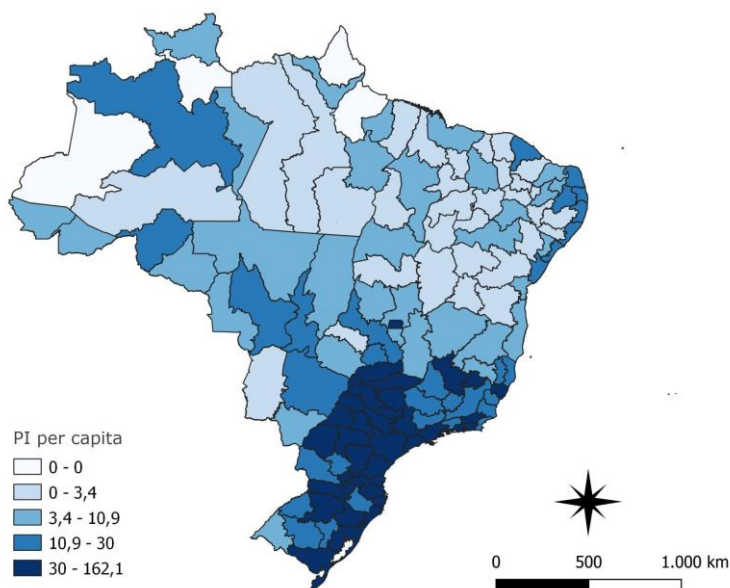 PI per capita
0 - 0
0 - 3,4
3,4 - 10,9
10,9 - 30
30 - 162,1
0 500 1.000 km